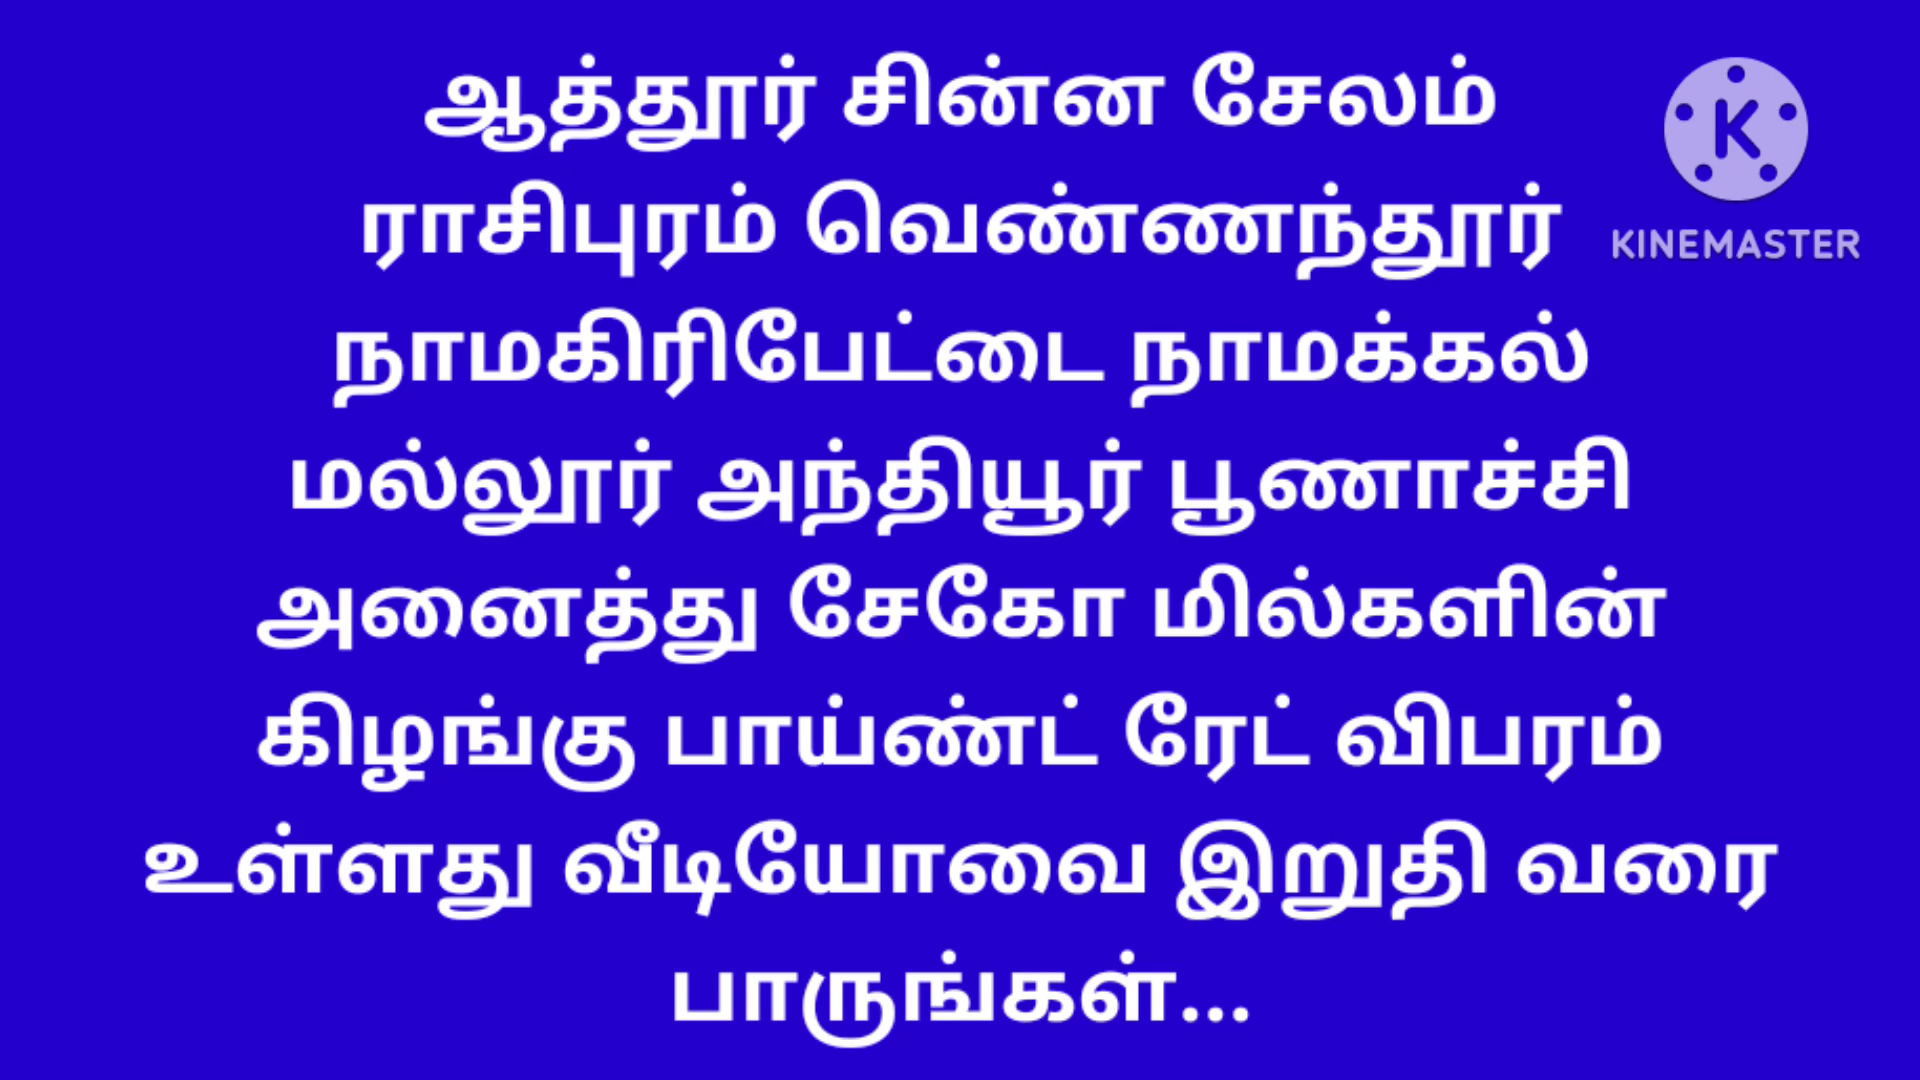 ஆத்தூர் சின்ன சேலம்
ராசிபுரம் வெண்ணந்தூர்
நாமகிரிபேட்டை நாமக்கல்
மல்லூர் அந்தியூர் பூணாச்சி
அனைத்து சேகோ மில்களின்
கிழங்கு பாய்ண்ட் ரேட் விபரம்
உள்ளது வீடியோவை இறுதி வரை
பாருங்கள்...
K
KINEMASTER